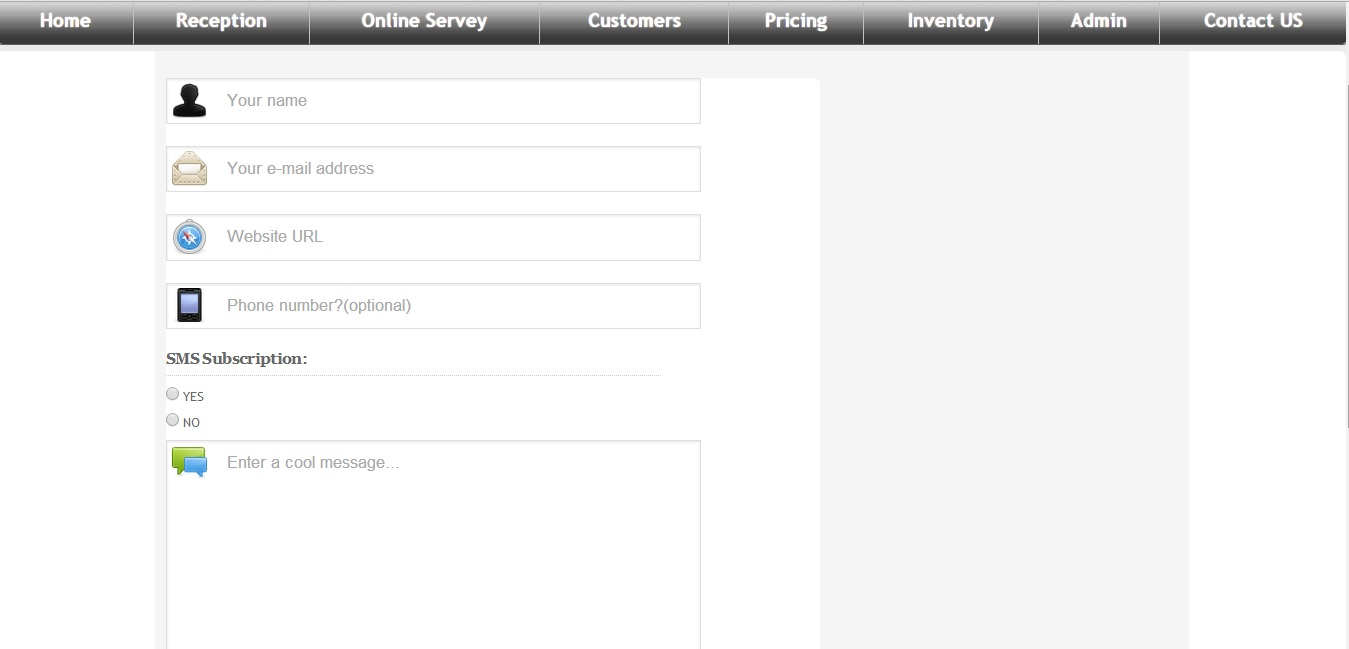 Home Reception Online Servey Customers Pricing Inventory Admin Contact US
Your name
Your e-mail address
Website URL
Phone number?(optional)
SMS Subscription:
YES
NO
Enter a cool message...